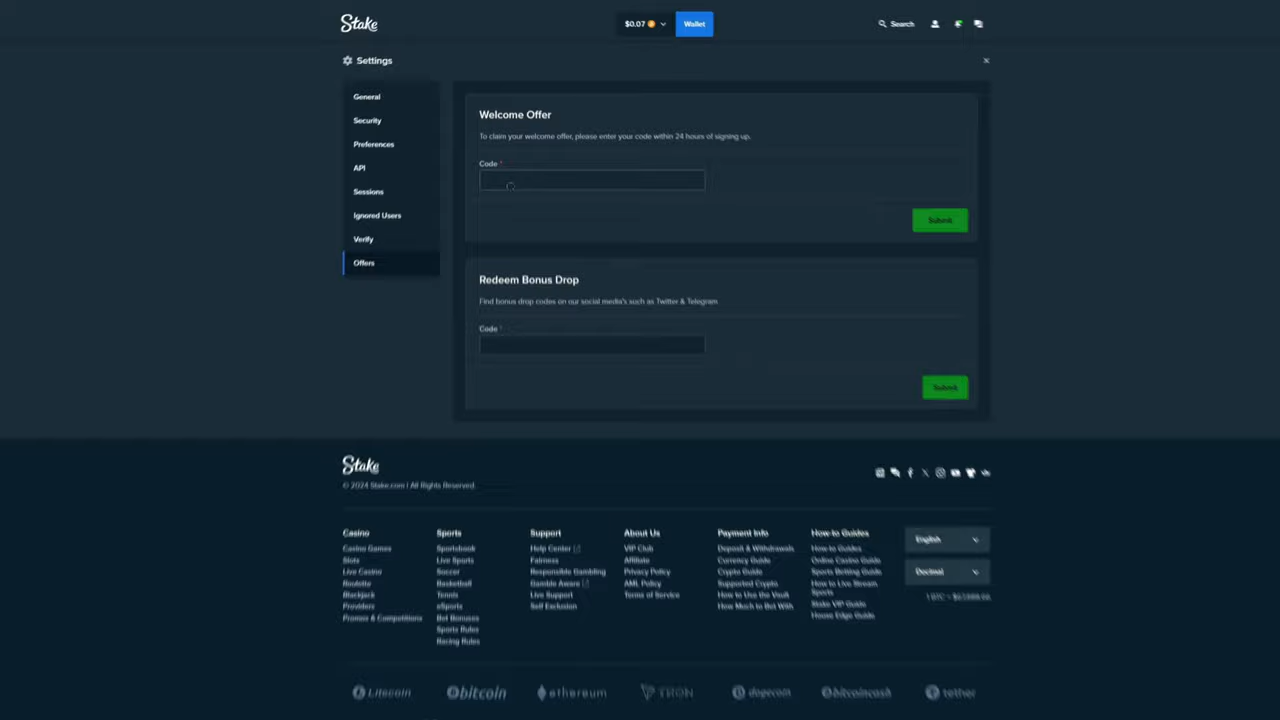 Stake
$0.07
Wallet
Search
Settings
General
Security
Preferences
API
Sessions
Ignored Users
Verify
Offers
Welcome Offer
To claim your welcome offer, please enter your code within 24 hours of signing up.
Code *
Submit
Redeem Bonus Drop
Find bonus drop codes on our social media's such as Twitter & Telegram
Code *
Submit
Stake
© 2024 Stake.com | All Rights Reserved.
Casino
Casino Games
Slots
Live Casino
Roulette
Blackjack
Providers
Promos & Competitions
Sports
Sportsbook
Live Sports
Soccer
Basketball
Tennis
eSports
Bet Bonuses
Sports Rules
Racing Rules
Support
Help Center
Fairness
Responsible Gambling
Gamble Aware
Live Support
Self Exclusion
About Us
VIP Club
Affiliate
Privacy Policy
AML Policy
Terms of Service
Payment Info
Deposit & Withdrawals
Currency Guide
Crypto Guide
Supported Crypto
How to Use the Vault
How Much to Bet With
How-to Guides
How-to Guides
Online Casino Guide
Sports Betting Guide
How to Live Stream
Sports
Stake VIP Guide
House Edge Guide
English
Decimal
1 BTC =
Litecoin
bitcoin
ethereum
TRON
dogecoin
bitcoincash
tether